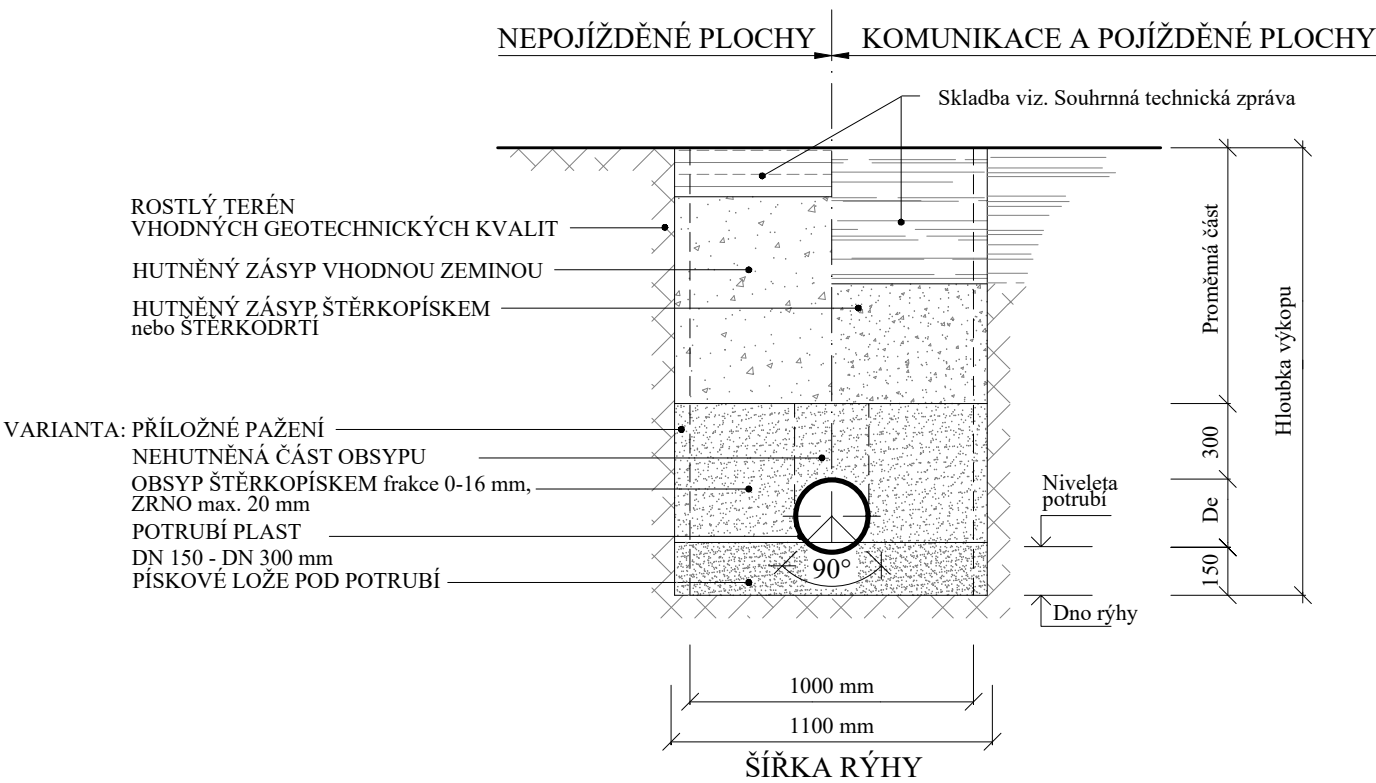 NEPOJÍŽDĚNÉ PLOCHY
KOMUNIKACE A POJÍŽDĚNÉ PLOCHY
Skladba viz. Souhrnná technická zpráva
ROSTLÝ TERÉN
VHODNÝCH GEOTECHNICKÝCH KVALIT
HUTNĚNÝ ZÁSYP VHODNOU ZEMINOU
HUTNĚNÝ ZÁSYP ŠTĚRKOPÍSKEM
nebo ŠTĚRKODRTÍ
VARIANTA: PŘÍLOŽNÉ PAŽENÍ
NEHUTNĚNÁ ČÁST OBSYPU
OBSYP ŠTĚRKOPÍSKEM frakce 0-16 mm,
ZRNO max. 20 mm
POTRUBÍ PLAST
DN 150 - DN 300 mm
PÍSKOVÉ LOŽE POD POTRUBÍ
90°
Niveleta
potrubí
Dno rýhy
Proměnná část
300
De
150
Hloubka výkopu
1000 mm
1100 mm
ŠÍŘKA RÝHY